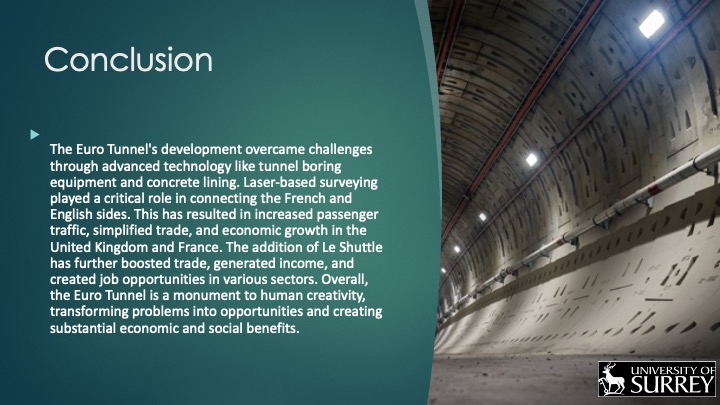 Conclusion
The Euro Tunnel's development overcame challenges
through advanced technology like tunnel boring
equipment and concrete lining. Laser-based surveying
played a critical role in connecting the French and
English sides. This has resulted in increased passenger
traffic, simplified trade, and economic growth in the
United Kingdom and France. The addition of Le Shuttle
has further boosted trade, generated income, and
created job opportunities in various sectors. Overall,
the Euro Tunnel is a monument to human creativity,
transforming problems into opportunities and creating
substantial economic and social benefits.
UNIVERSITY OF
SURREY